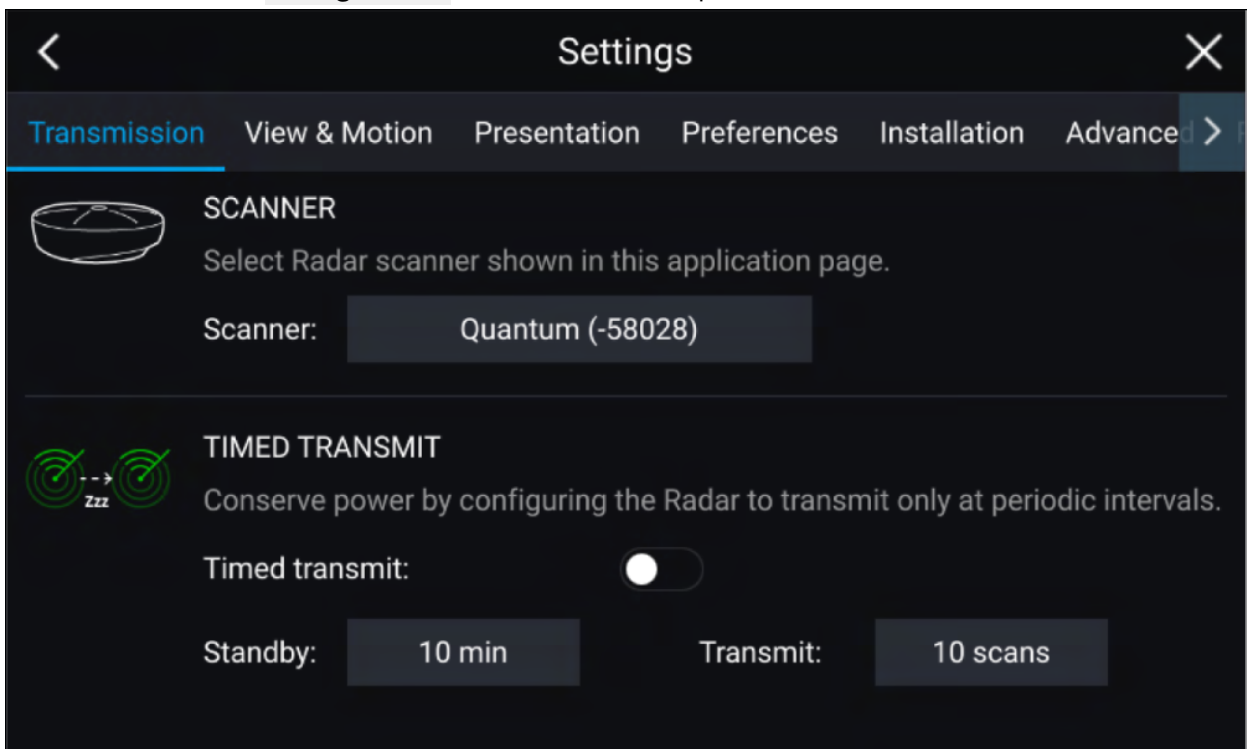 Settings
Transmission View & Motion Presentation Preferences Installation Advanced
SCANNER
Select Radar scanner shown in this application page.
Scanner: Quantum (-58028)
TIMED TRANSMIT
Zzz
Conserve power by configuring the Radar to transmit only at periodic intervals.
Timed transmit:
Standby: 10 min Transmit: 10 scans